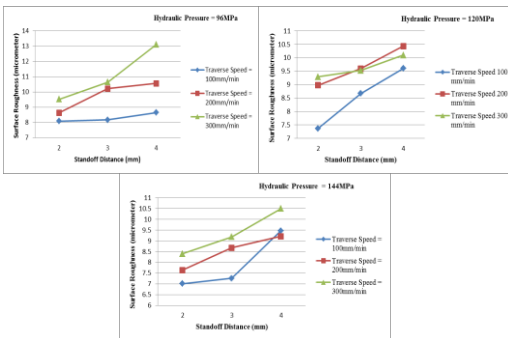 Hydraulic Pressure = 96MPa
Surface Roughness (micrometer)
14
13
12
11
10
9
8
7
2
3
4
Standoff Distance (mm)
Traverse Speed =
100mm/min
Traverse Speed =
200mm/min
Traverse Speed =
300mm/min
Hydraulic Pressure = 120MPa
Surface Roughness (micrometer)
11
10.5
10
9.5
9
8.5
8
7.5
7
2
3
4
Standoff Distance (mm)
Traverse Speed 100
mm/min
Traverse Speed 200
mm/min
Traverse Speed 300
mm/min
Hydraulic Pressure = 144MPa
Surface Roughness (micrometer)
11
10.5
10
9.5
9
8.5
8
7.5
7
6.5
6
2
3
4
Standoff Distance (mm)
Traverse Speed =
100mm/min
Traverse Speed =
200mm/min
Traverse Speed =
300mm/min